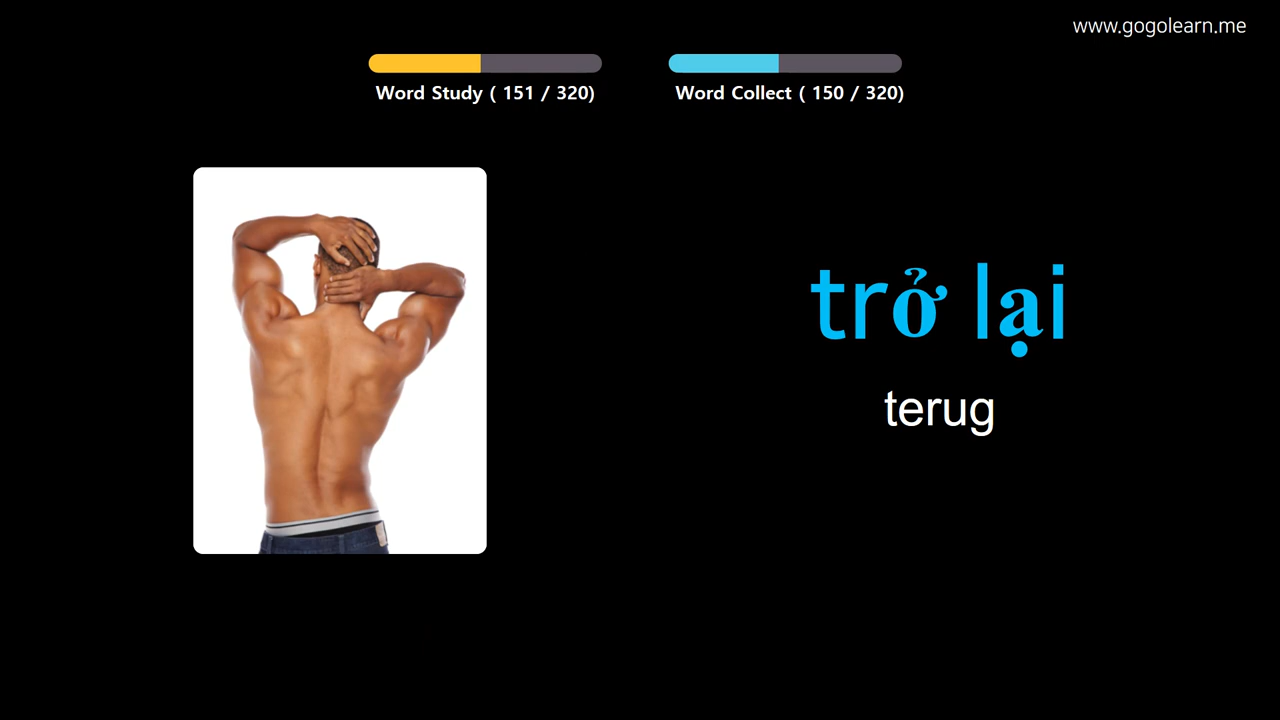 www.gogolearn.me
Word Study ( 151 / 320)
Word Collect ( 150 / 320)
trở lại
terug